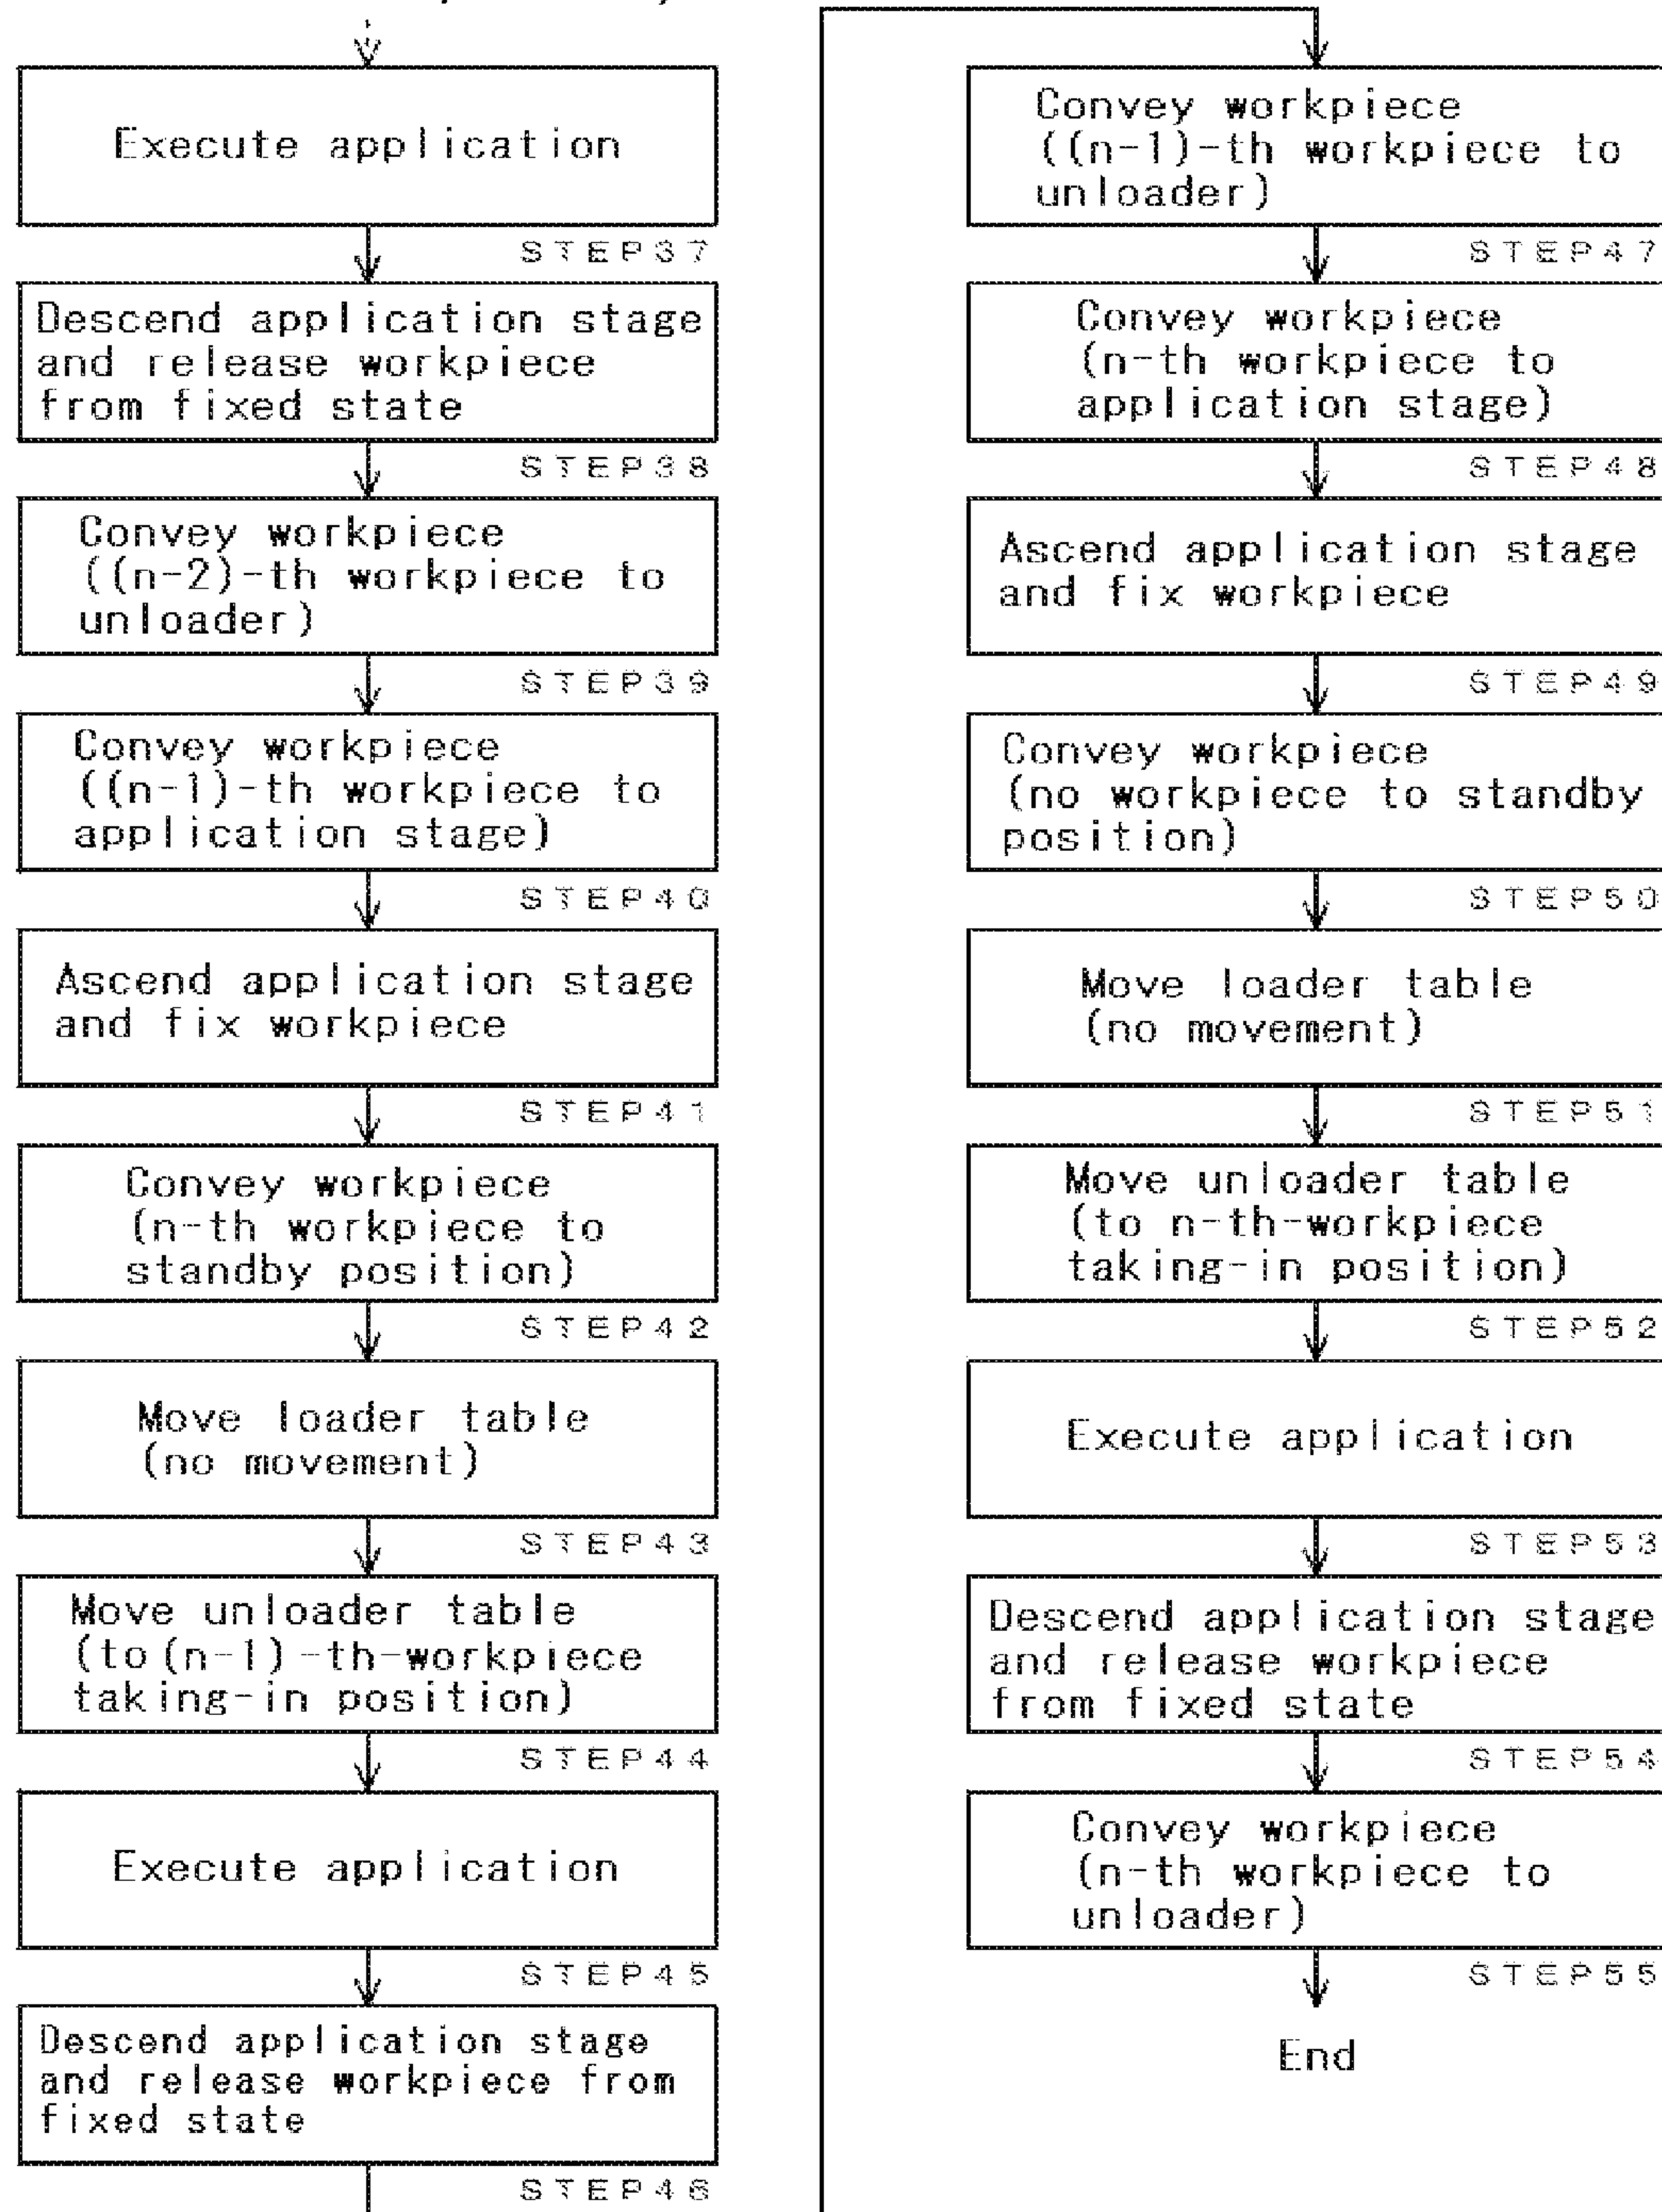 Execute application
STEP37
Descend application stage
and release workpiece
from fixed state
STEP38
Convey workpiece
((n-2)-th workpiece to
unloader)
STEP39
Convey workpiece
((n-1)-th workpiece to
application stage)
STEP40
Ascend application stage
and fix workpiece
STEP41
Convey workpiece
(n-th workpiece to
standby position)
STEP42
Move loader table
(no movement)
STEP43
Move unloader table
(to (n-1)-th-workpiece
taking-in position)
STEP44
Execute application
STEP45
Descend application stage
and release workpiece from
fixed state
STEP46
Convey workpiece
((n-1)-th workpiece to
unloader)
STEP47
Convey workpiece
(n-th workpiece to
application stage)
STEP48
Ascend application stage
and fix workpiece
STEP49
Convey workpiece
(no workpiece to standby
position)
STEP50
Move loader table
(no movement)
STEP51
Move unloader table
(to n-th-workpiece
taking-in position)
STEP52
Execute application
STEP53
Descend application stage
and release workpiece
from fixed state
STEP54
Convey workpiece
(n-th workpiece to
unloader)
STEP55
End